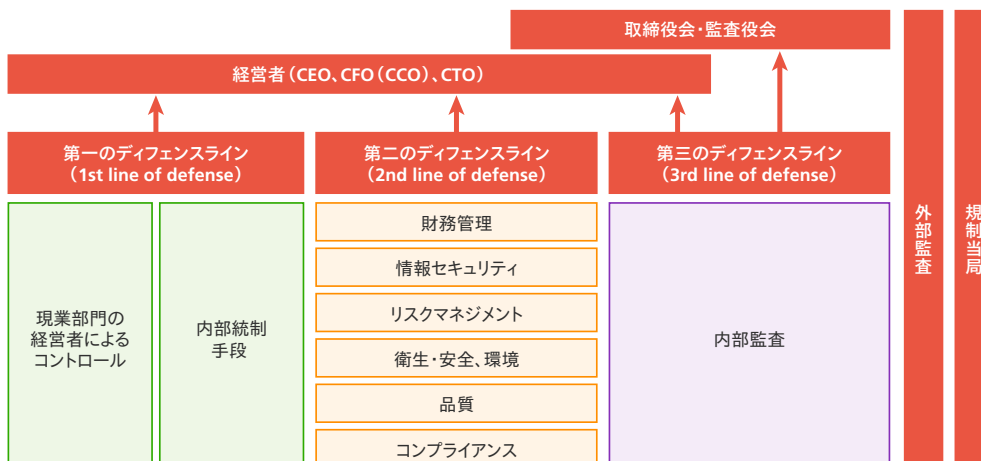 取締役会・監査役会
経営者（CEO、CFO（CCO）、CTO）
第一のディフェンスライン
（1st line of defense）
第二のディフェンスライン
（2nd line of defense）
第三のディフェンスライン
（3rd line of defense）
現業部門の
経営者による
コントロール
内部統制
手段
財務管理
情報セキュリティ
リスクマネジメント
衛生・安全、環境
品質
コンプライアンス
内部監査
外部監査
規制当局